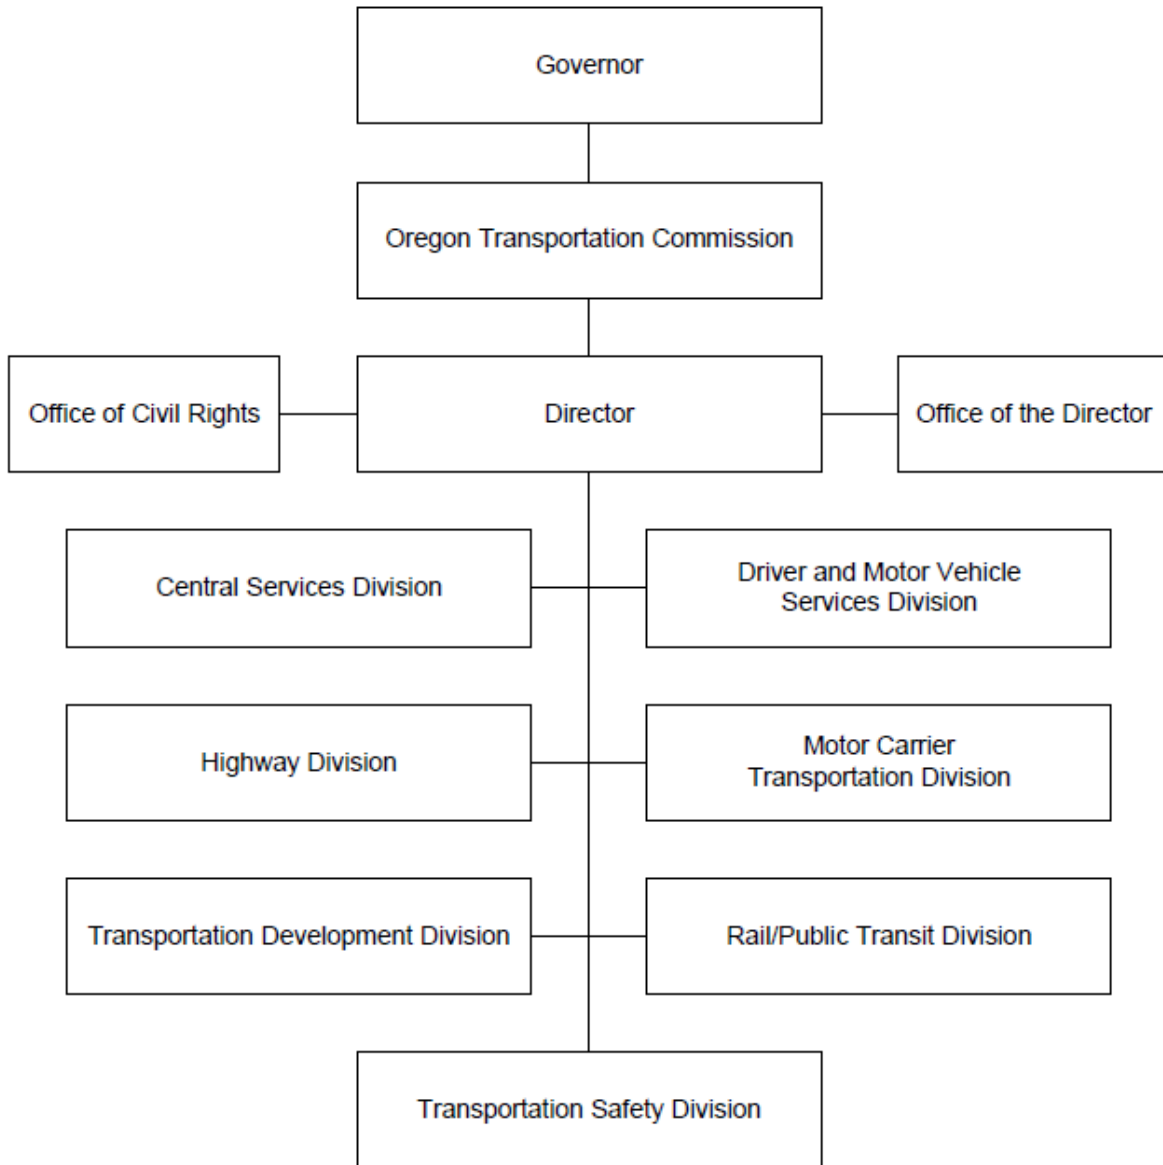 Governor
Oregon Transportation Commission
Office of Civil Rights
Director
Office of the Director
Central Services Division
Driver and Motor Vehicle
Services Division
Highway Division
Motor Carrier
Transportation Division
Transportation Development Division
Rail/Public Transit Division
Transportation Safety Division